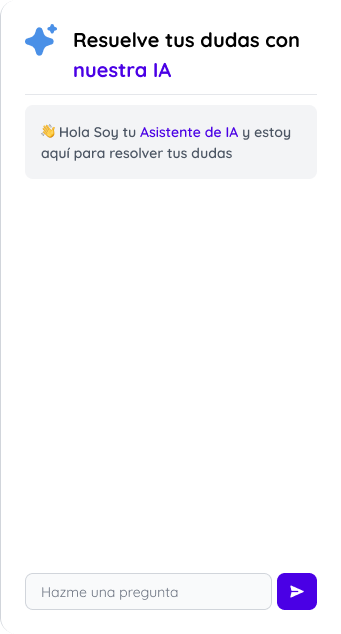 Resuelve tus dudas con
nuestra IA
👋 Hola Soy tu Asistente de IA y estoy
aquí para resolver tus dudas
Hazme una pregunta